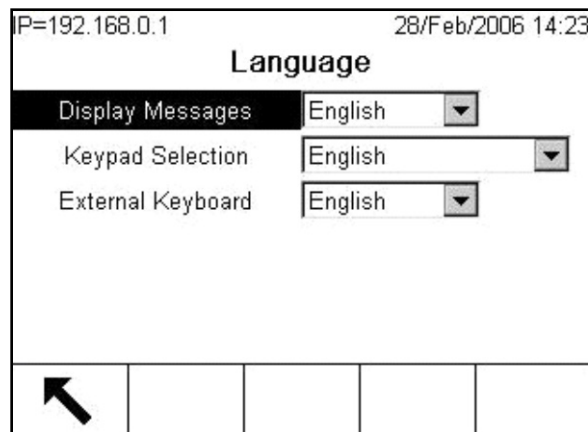 IP=192.168.0.1 28/Feb/2006 14:23
Language
Display Messages English
Keypad Selection English
External Keyboard English